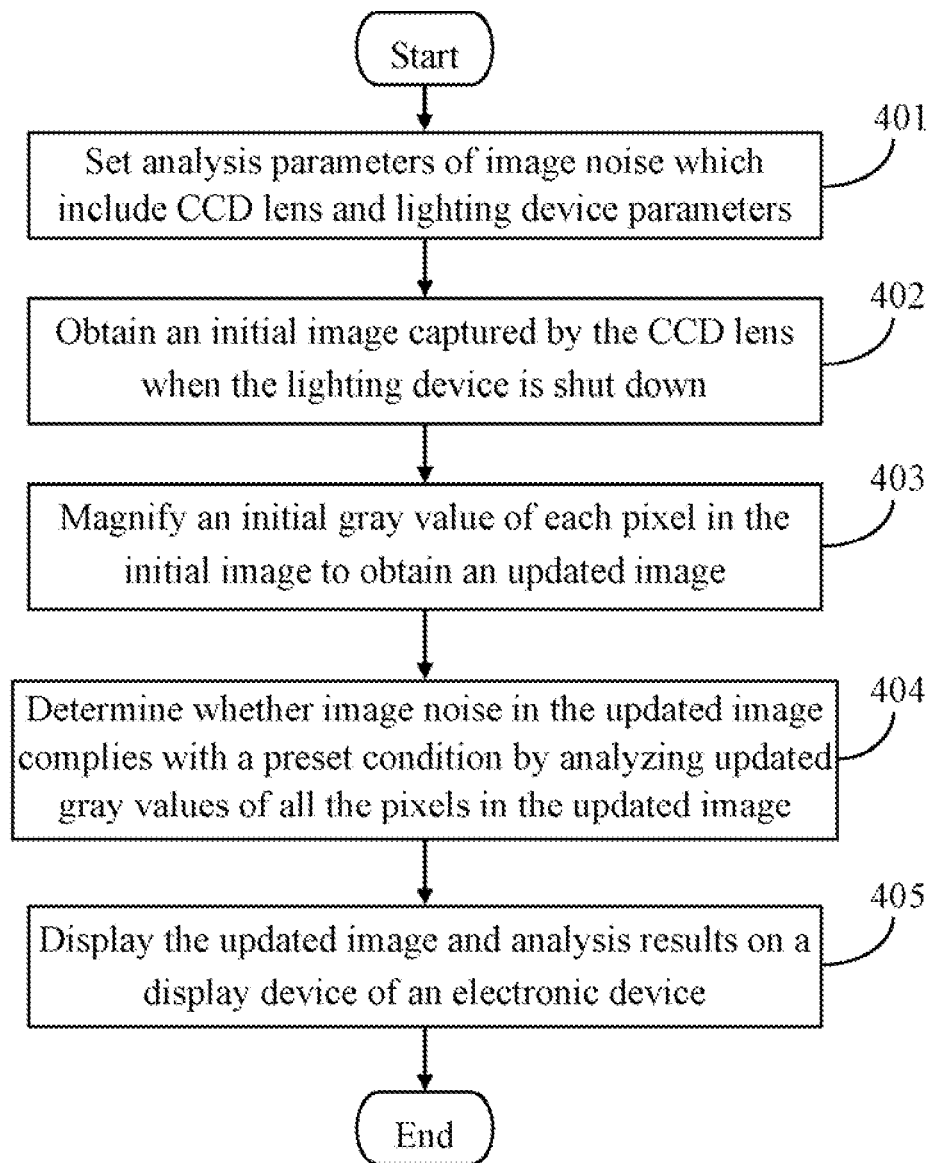 Start
401
Set analysis parameters of image noise which
include CCD lens and lighting device parameters
402
Obtain an initial image captured by the CCD lens
when the lighting device is shut down
403
Magnify an initial gray value of each pixel in the
initial image to obtain an updated image
404
Determine whether image noise in the updated image
complies with a preset condition by analyzing updated
gray values of all the pixels in the updated image
405
Display the updated image and analysis results on a
display device of an electronic device
End